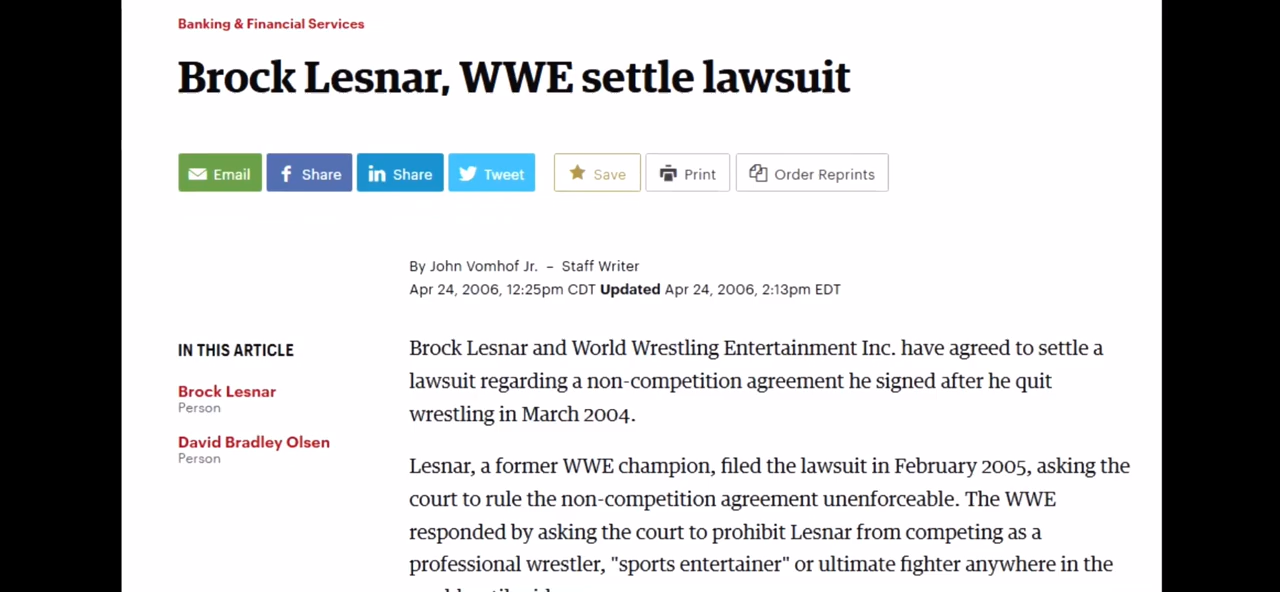 Banking & Financial Services
Brock Lesnar, WWE settle lawsuit
Email Share Share Tweet Save Print Order Reprints
By John Vomhof Jr. – Staff Writer
Apr 24, 2006, 12:25pm CDT Updated Apr 24, 2006, 2:13pm EDT
IN THIS ARTICLE
Brock Lesnar
Person
David Bradley Olsen
Person
Brock Lesnar and World Wrestling Entertainment Inc. have agreed to settle a
lawsuit regarding a non-competition agreement he signed after he quit
wrestling in March 2004.
Lesnar, a former WWE champion, filed the lawsuit in February 2005, asking the
court to rule the non-competition agreement unenforceable. The WWE
responded by asking the court to prohibit Lesnar from competing as a
professional wrestler, "sports entertainer" or ultimate fighter anywhere in the